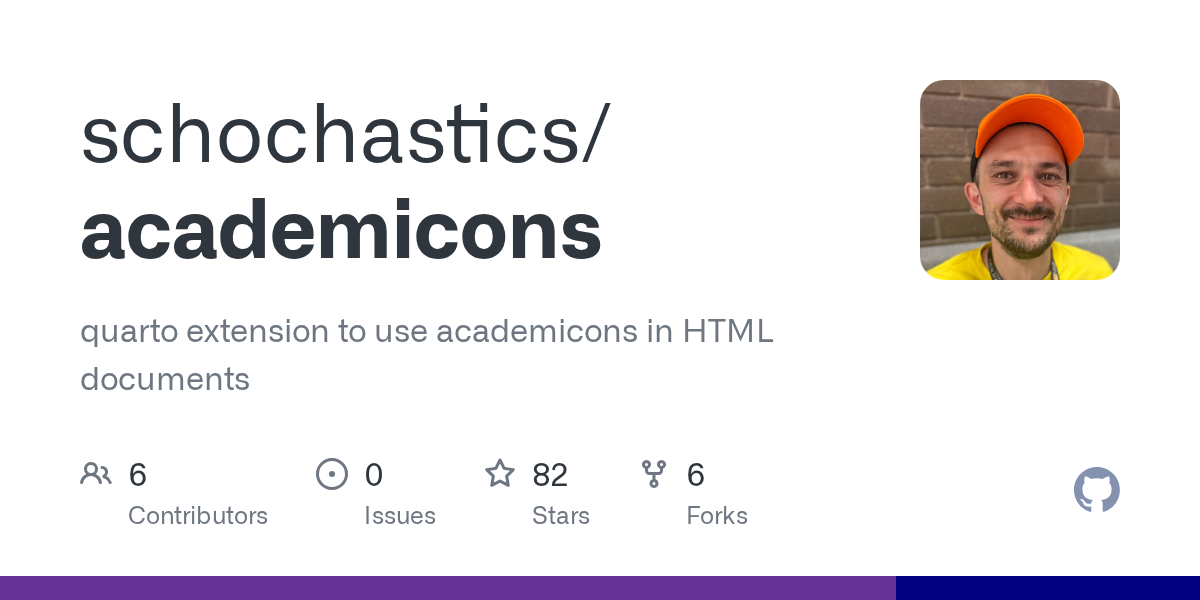 schochastics/
academicons
quarto extension to use academicons in HTML
documents
6 0 82 6
Contributors Issues Stars Forks